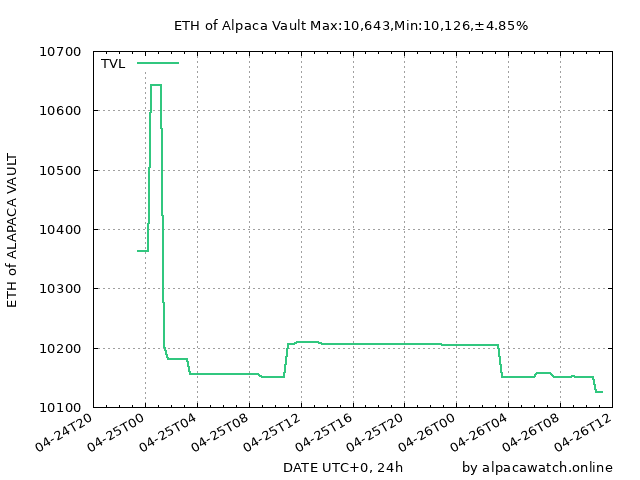 ETH of Alpaca Vault Max:10,643,Min:10,126,±4.85%
TVL
10700
10600
10500
10400
10300
10200
10100
ETH of ALAPACA VAULT
04-24T20 04-25T00 04-25T04 04-25T08 04-25T12 04-25T16 04-25T20 04-26T00 04-26T04 04-26T08 04-26T12
DATE UTC+0, 24h by alpacawatch.online